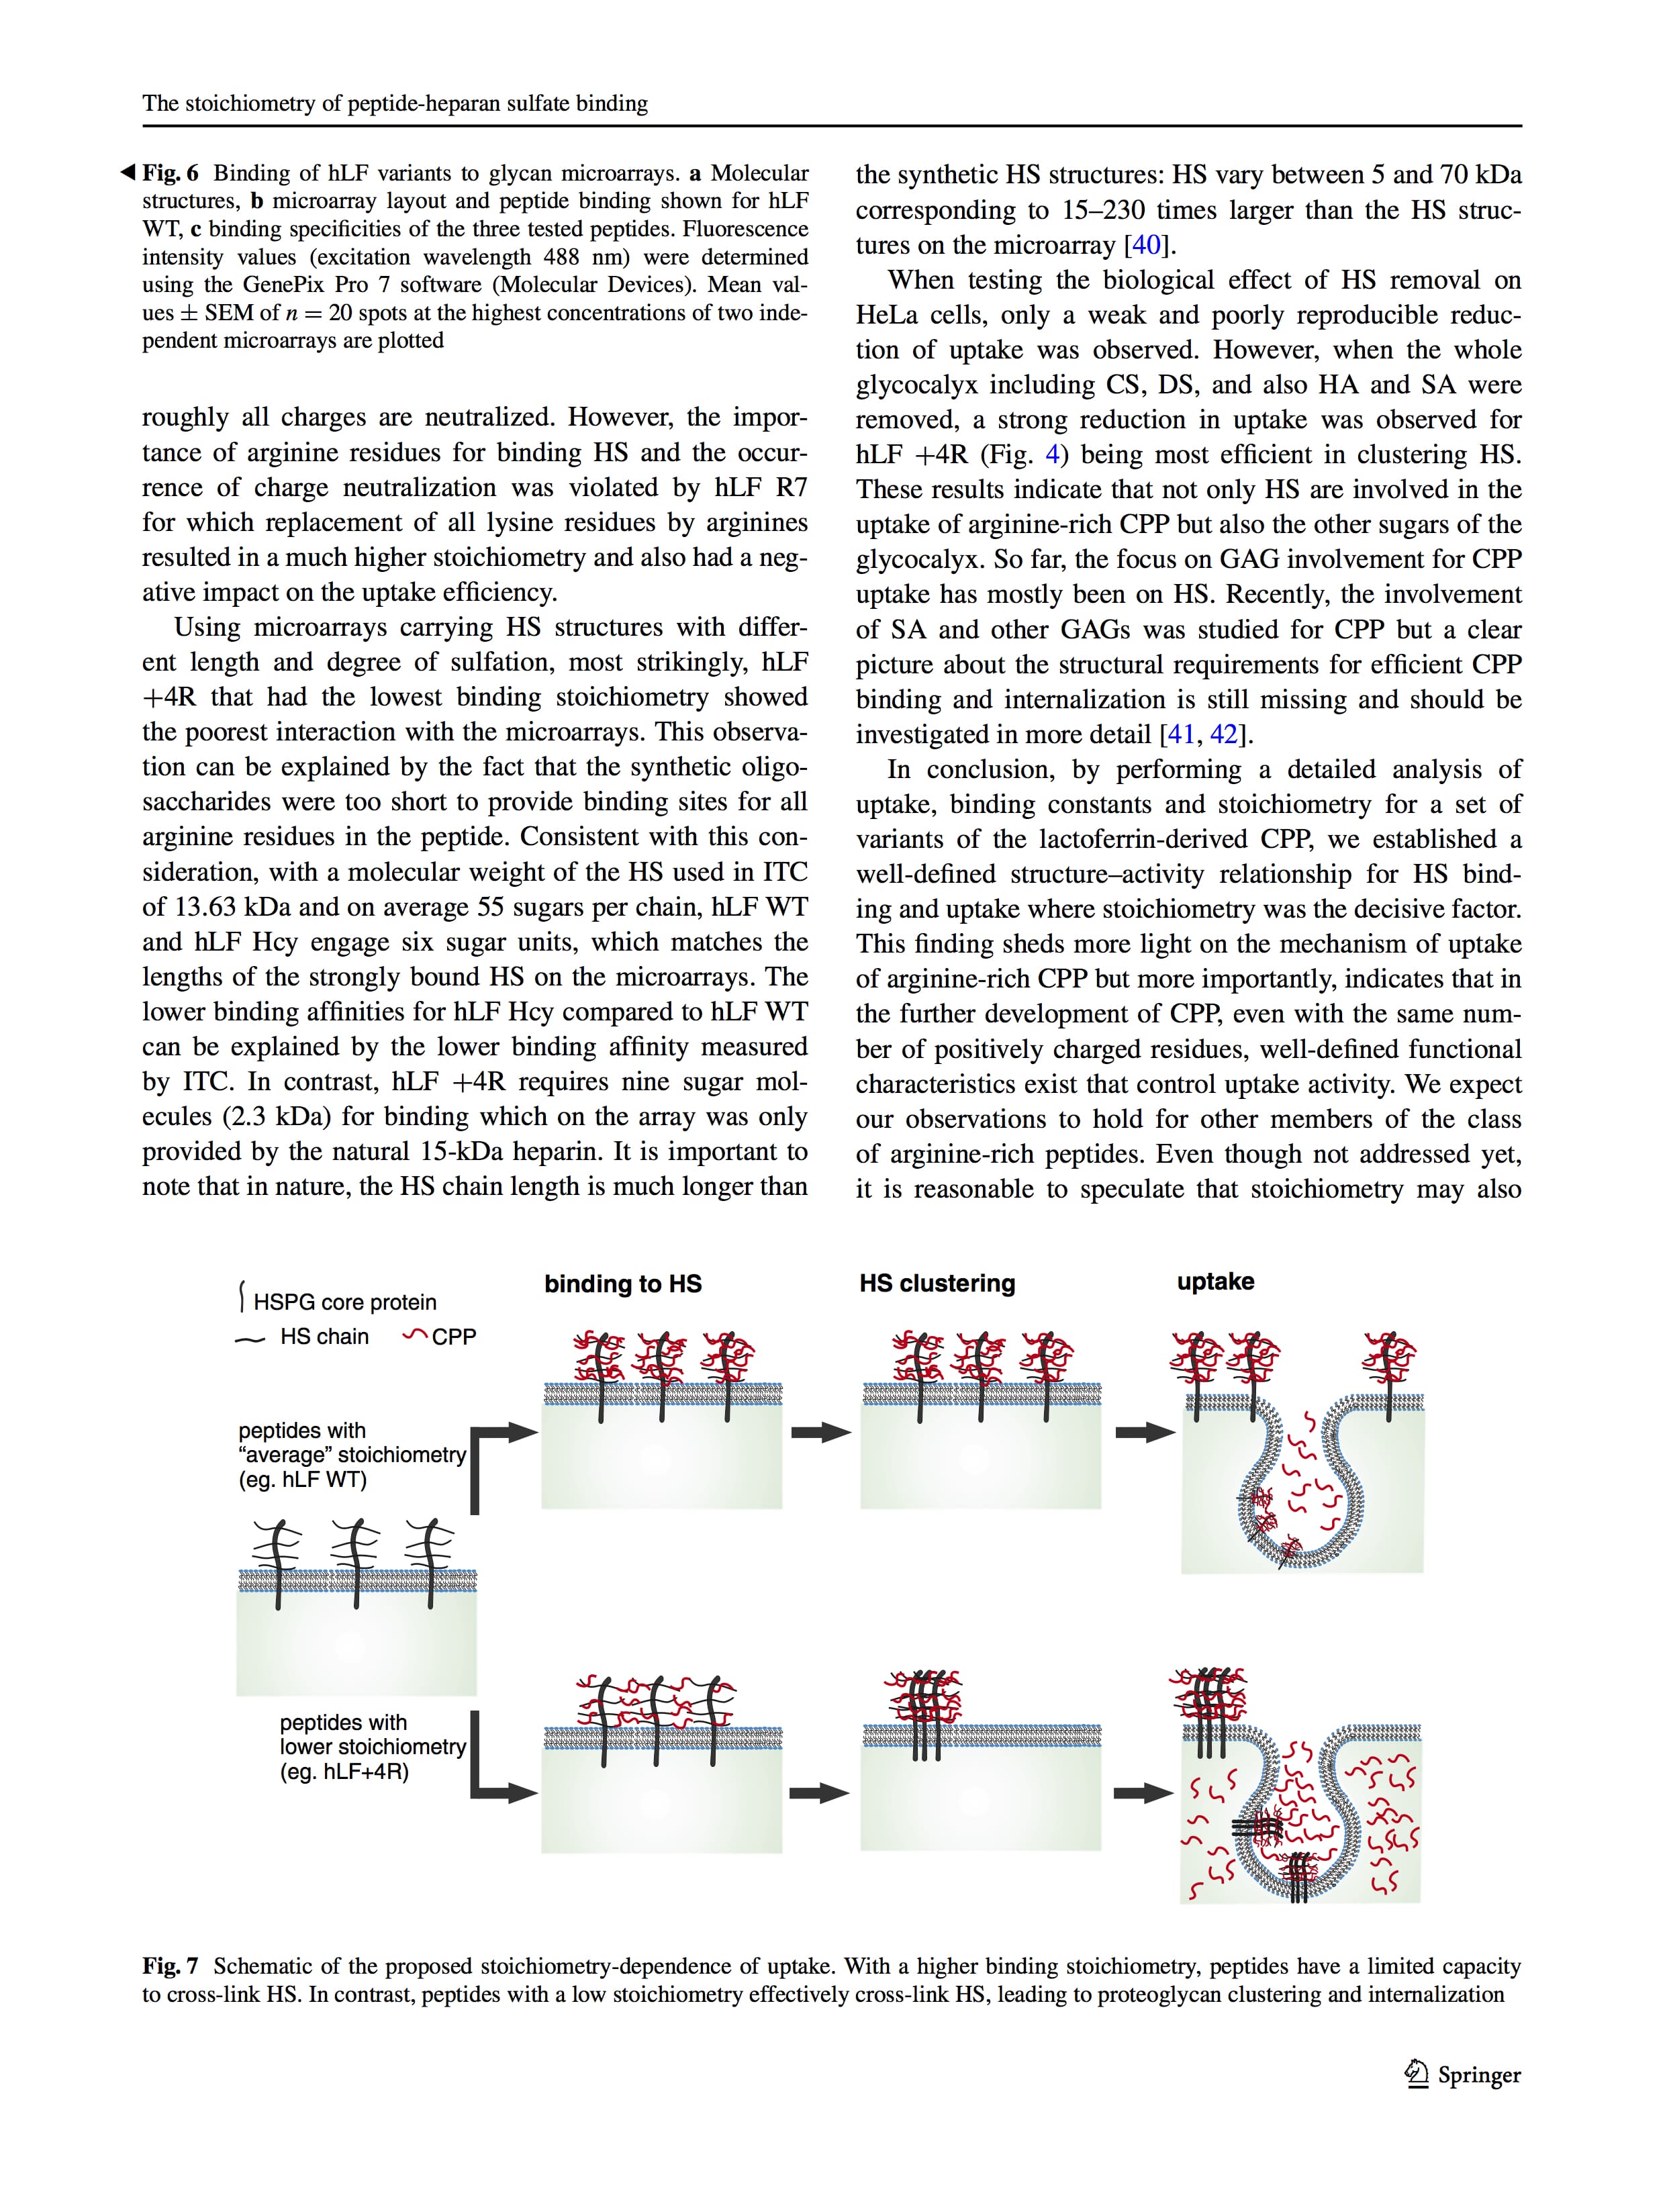 The stoichiometry of peptide-heparan sulfate binding
◀ Fig. 6 Binding of hLF variants to glycan microarrays. a Molecular
structures, b microarray layout and peptide binding shown for hLF
WT, c binding specificities of the three tested peptides. Fluorescence
intensity values (excitation wavelength 488 nm) were determined
using the GenePix Pro 7 software (Molecular Devices). Mean val-
ues ± SEM of n = 20 spots at the highest concentrations of two inde-
pendent microarrays are plotted
roughly all charges are neutralized. However, the impor-
tance of arginine residues for binding HS and the occur-
rence of charge neutralization was violated by hLF R7
for which replacement of all lysine residues by arginines
resulted in a much higher stoichiometry and also had a neg-
ative impact on the uptake efficiency.
Using microarrays carrying HS structures with differ-
ent length and degree of sulfation, most strikingly, hLF
+4R that had the lowest binding stoichiometry showed
the poorest interaction with the microarrays. This observa-
tion can be explained by the fact that the synthetic oligo-
saccharides were too short to provide binding sites for all
arginine residues in the peptide. Consistent with this con-
sideration, with a molecular weight of the HS used in ITC
of 13.63 kDa and on average 55 sugars per chain, hLF WT
and hLF Hcy engage six sugar units, which matches the
lengths of the strongly bound HS on the microarrays. The
lower binding affinities for hLF Hcy compared to hLF WT
can be explained by the lower binding affinity measured
by ITC. In contrast, hLF +4R requires nine sugar mol-
ecules (2.3 kDa) for binding which on the array was only
provided by the natural 15-kDa heparin. It is important to
note that in nature, the HS chain length is much longer than
the synthetic HS structures: HS vary between 5 and 70 kDa
corresponding to 15–230 times larger than the HS struc-
tures on the microarray [40].
When testing the biological effect of HS removal on
HeLa cells, only a weak and poorly reproducible reduc-
tion of uptake was observed. However, when the whole
glycocalyx including CS, DS, and also HA and SA were
removed, a strong reduction in uptake was observed for
hLF +4R (Fig. 4) being most efficient in clustering HS.
These results indicate that not only HS are involved in the
uptake of arginine-rich CPP but also the other sugars of the
glycocalyx. So far, the focus on GAG involvement for CPP
uptake has mostly been on HS. Recently, the involvement
of SA and other GAGs was studied for CPP but a clear
picture about the structural requirements for efficient CPP
binding and internalization is still missing and should be
investigated in more detail [41, 42].
In conclusion, by performing a detailed analysis of
uptake, binding constants and stoichiometry for a set of
variants of the lactoferrin-derived CPP, we established a
well-defined structure–activity relationship for HS bind-
ing and uptake where stoichiometry was the decisive factor.
This finding sheds more light on the mechanism of uptake
of arginine-rich CPP but more importantly, indicates that in
the further development of CPP, even with the same num-
ber of positively charged residues, well-defined functional
characteristics exist that control uptake activity. We expect
our observations to hold for other members of the class
of arginine-rich peptides. Even though not addressed yet,
it is reasonable to speculate that stoichiometry may also
HSPG core protein
HS chain CPP
binding to HS
HS clustering
uptake
peptides with
“average” stoichiometry
(eg. hLF WT)
peptides with
lower stoichiometry
(eg. hLF+4R)
Fig. 7 Schematic of the proposed stoichiometry-dependence of uptake. With a higher binding stoichiometry, peptides have a limited capacity
to cross-link HS. In contrast, peptides with a low stoichiometry effectively cross-link HS, leading to proteoglycan clustering and internalization
Springer